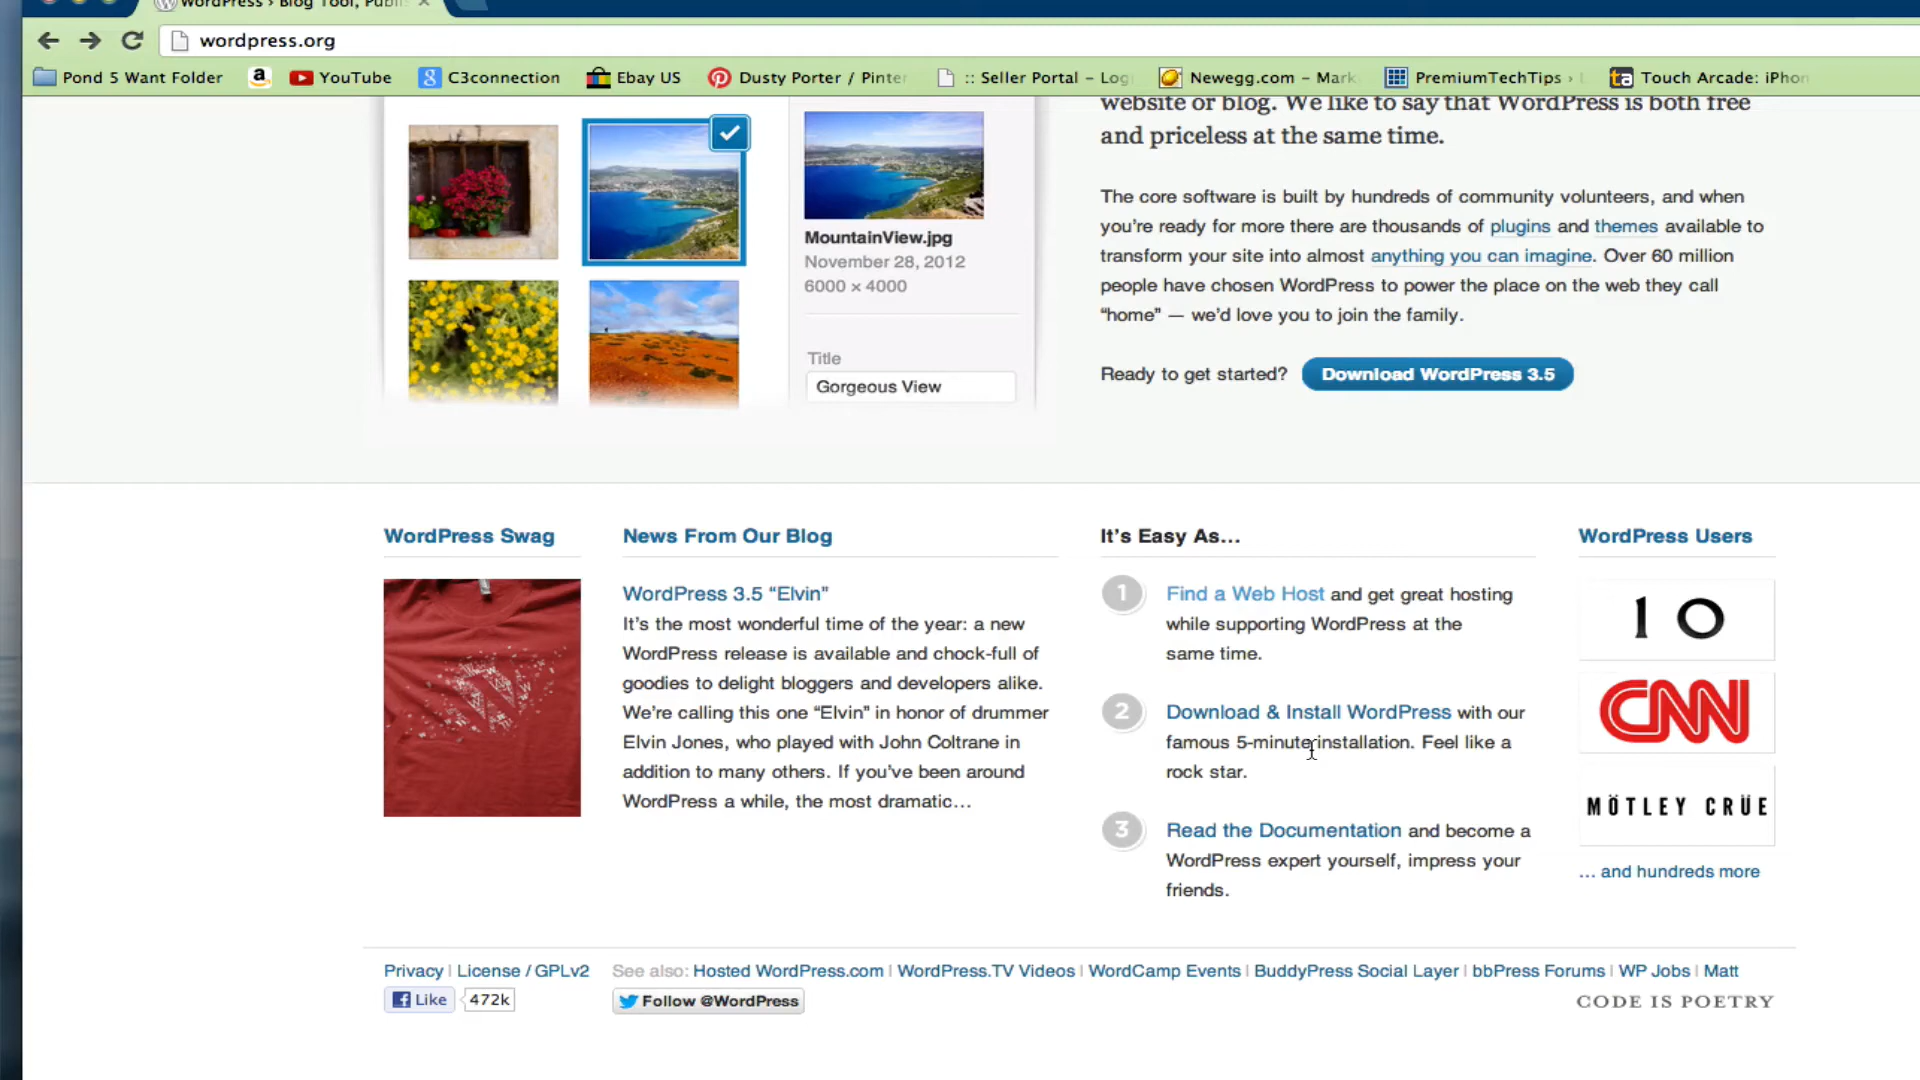 WordPress › Blog Tool, Publi
wordpress.org
Pond 5 Want Folder
YouTube
C3connection
Ebay US
Dusty Porter / Pinter
:: Seller Portal – Log
Newegg.com – Mark
PremiumTechTips ›
Touch Arcade: iPhon
website or blog. We like to say that WordPress is both free
and priceless at the same time.
The core software is built by hundreds of community volunteers, and when
you’re ready for more there are thousands of plugins and themes available to
transform your site into almost anything you can imagine. Over 60 million
people have chosen WordPress to power the place on the web they call
“home” — we’d love you to join the family.
Ready to get started? Download WordPress 3.5
MountainView.jpg
November 28, 2012
6000 × 4000
Title
Gorgeous View
WordPress Swag
News From Our Blog
WordPress 3.5 “Elvin”
It’s the most wonderful time of the year: a new
WordPress release is available and chock-full of
goodies to delight bloggers and developers alike.
We’re calling this one “Elvin” in honor of drummer
Elvin Jones, who played with John Coltrane in
addition to many others. If you’ve been around
WordPress a while, the most dramatic…
It’s Easy As…
1 Find a Web Host and get great hosting
while supporting WordPress at the
same time.
2 Download & Install WordPress with our
famous 5-minute installation. Feel like a
rock star.
3 Read the Documentation and become a
WordPress expert yourself, impress your
friends.
WordPress Users
10
CNN
MÖTLEY CRÜE
… and hundreds more
Privacy | License / GPLv2
See also: Hosted WordPress.com | WordPress.TV Videos | WordCamp Events | BuddyPress Social Layer | bbPress Forums | WP Jobs | Matt
Like 472k
Follow @WordPress
CODE IS POETRY